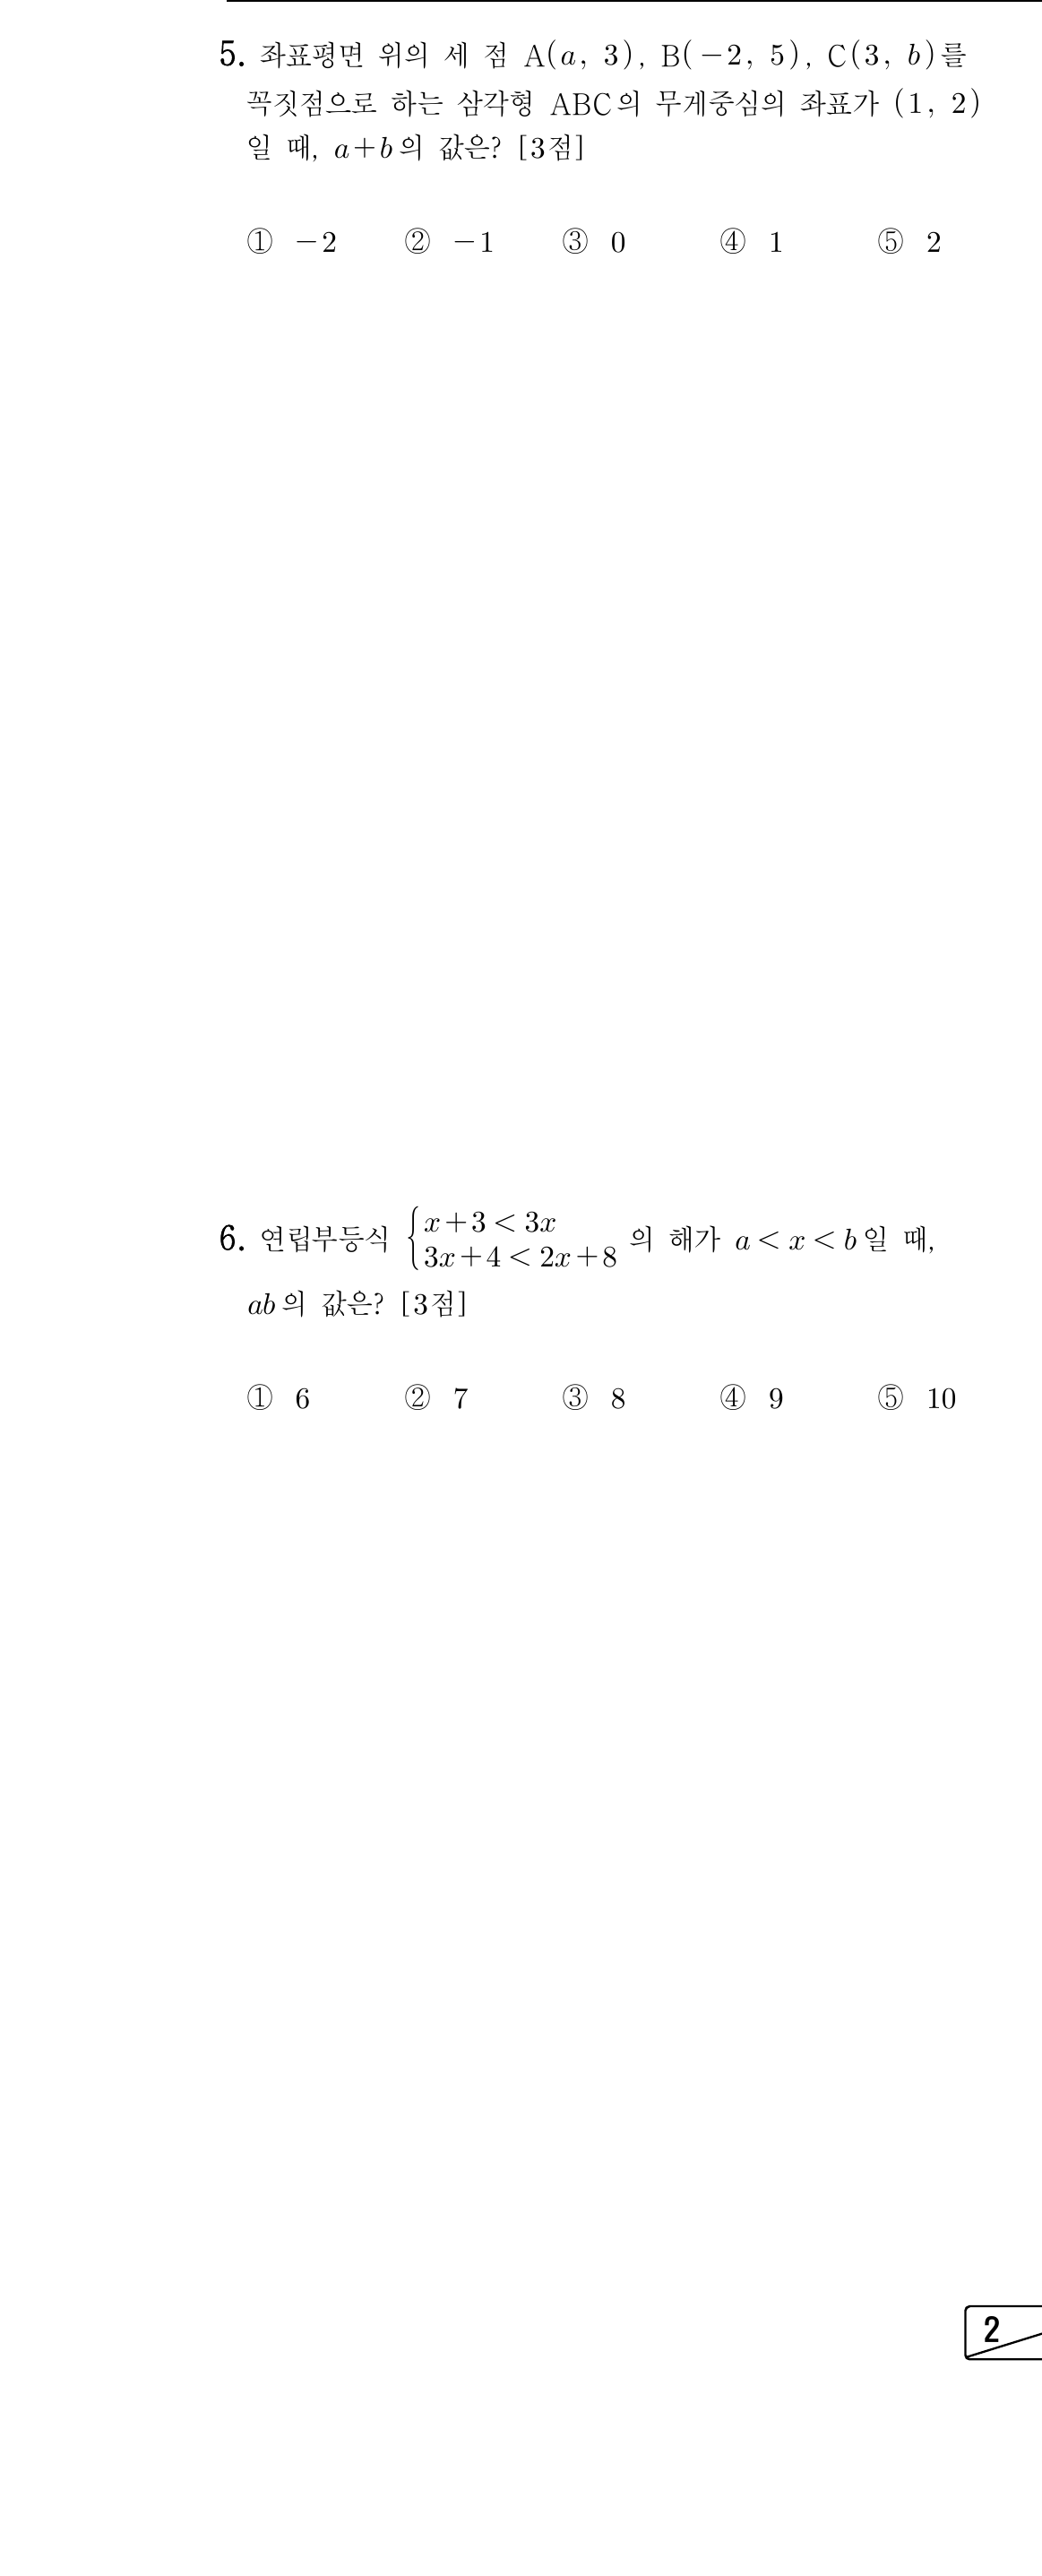 5. 좌표평면 위의 세 점 A(a, 3), B(-2, 5), C(3, b)를
꼭짓점으로 하는 삼각형 ABC의 무게중심의 좌표가 (1, 2)
일 때, a+b의 값은? [3점]
① -2 ② -1 ③ 0 ④ 1 ⑤ 2
6. 연립부등식 { x+3 < 3x
3x+4 < 2x+8 의 해가 a < x < b일 때,
ab의 값은? [3점]
① 6 ② 7 ③ 8 ④ 9 ⑤ 10
2